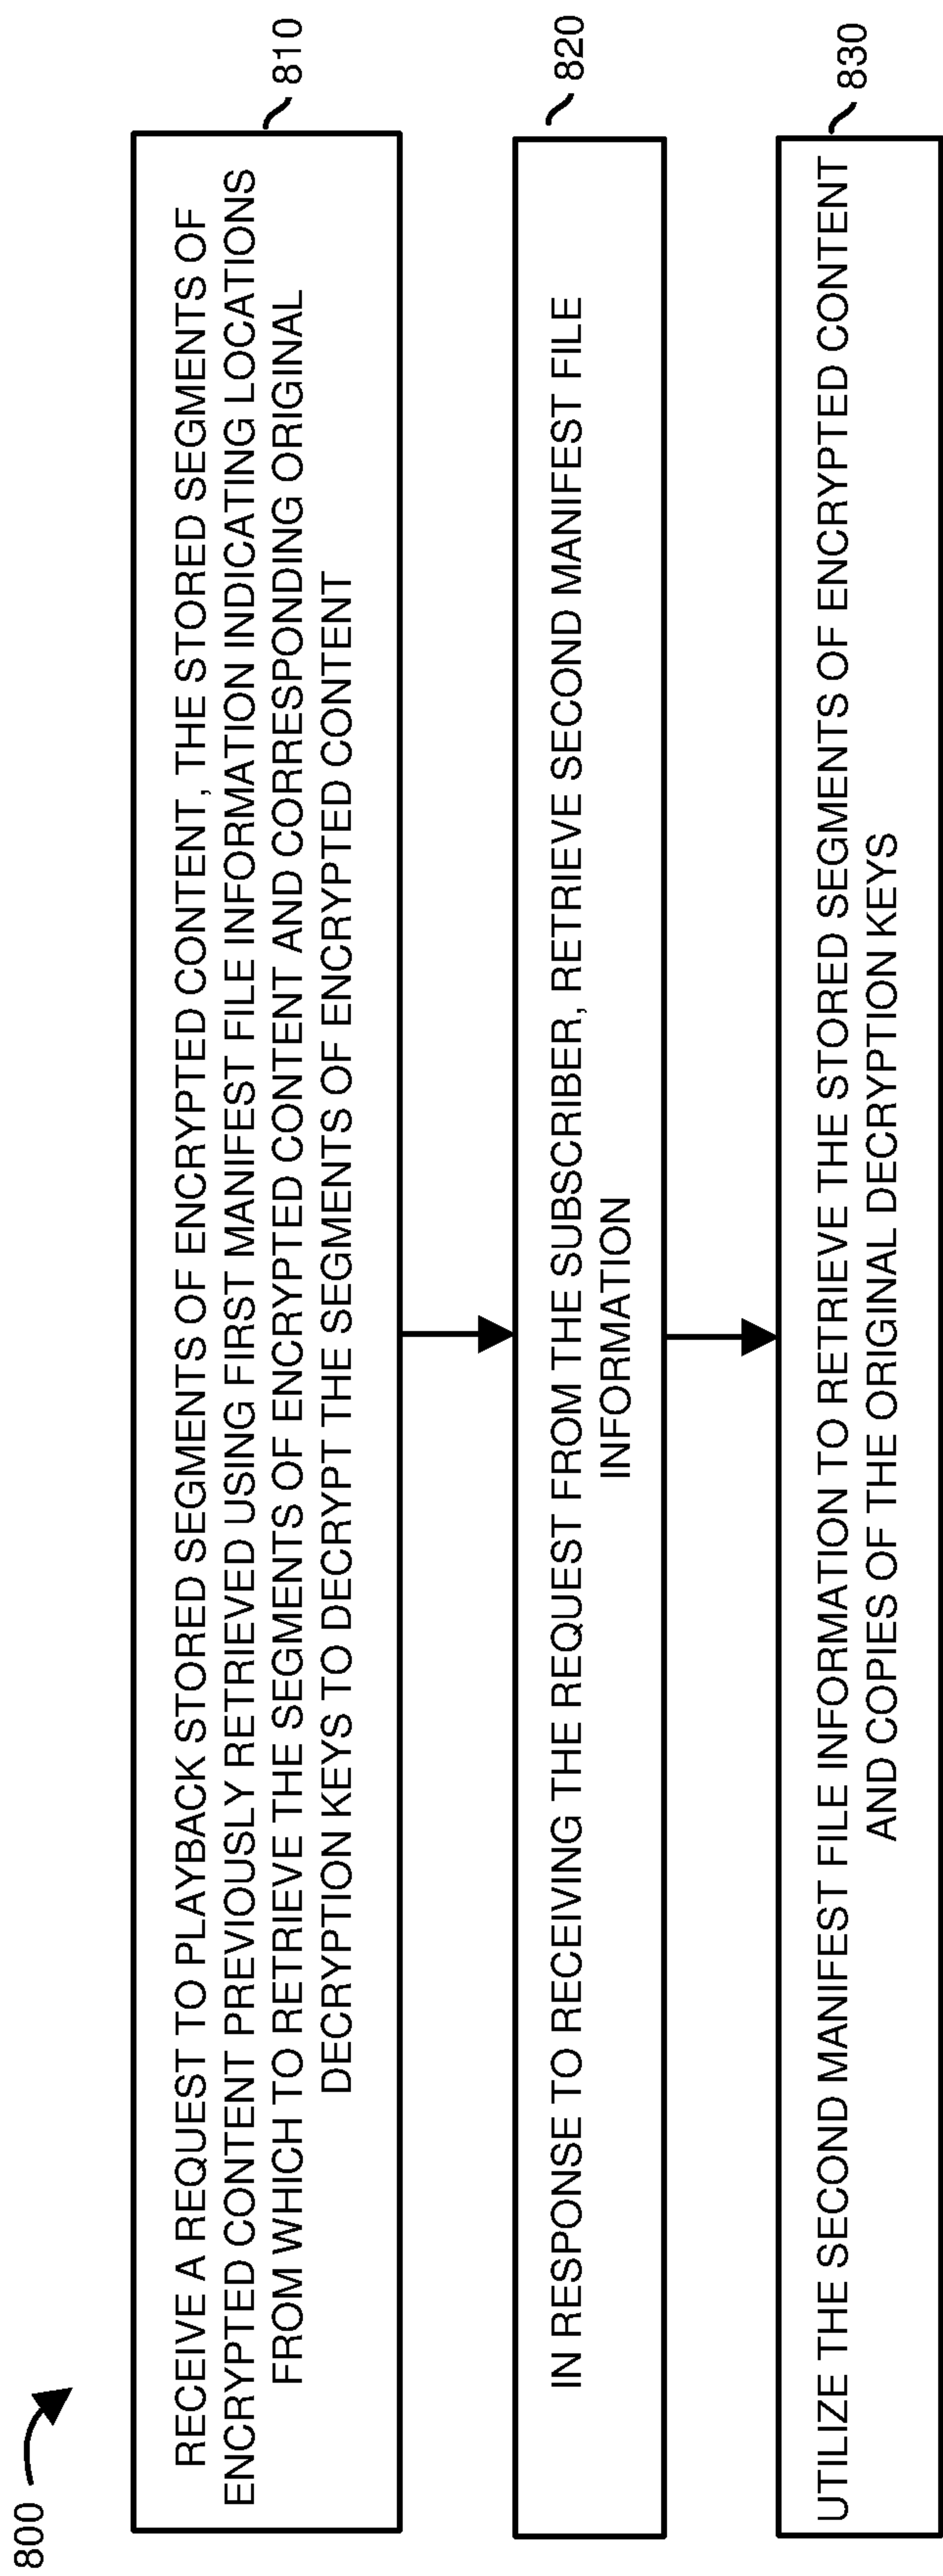 800
RECEIVE A REQUEST TO PLAYBACK STORED SEGMENTS OF ENCRYPTED CONTENT, THE STORED SEGMENTS OF
ENCRYPTED CONTENT PREVIOUSLY RETRIEVED USING FIRST MANIFEST FILE INFORMATION INDICATING LOCATIONS
FROM WHICH TO RETRIEVE THE SEGMENTS OF ENCRYPTED CONTENT AND CORRESPONDING ORIGINAL
DECRYPTION KEYS TO DECRYPT THE SEGMENTS OF ENCRYPTED CONTENT
810
IN RESPONSE TO RECEIVING THE REQUEST FROM THE SUBSCRIBER, RETRIEVE SECOND MANIFEST FILE
INFORMATION
820
UTILIZE THE SECOND MANIFEST FILE INFORMATION TO RETRIEVE THE STORED SEGMENTS OF ENCRYPTED CONTENT
AND COPIES OF THE ORIGINAL DECRYPTION KEYS
830